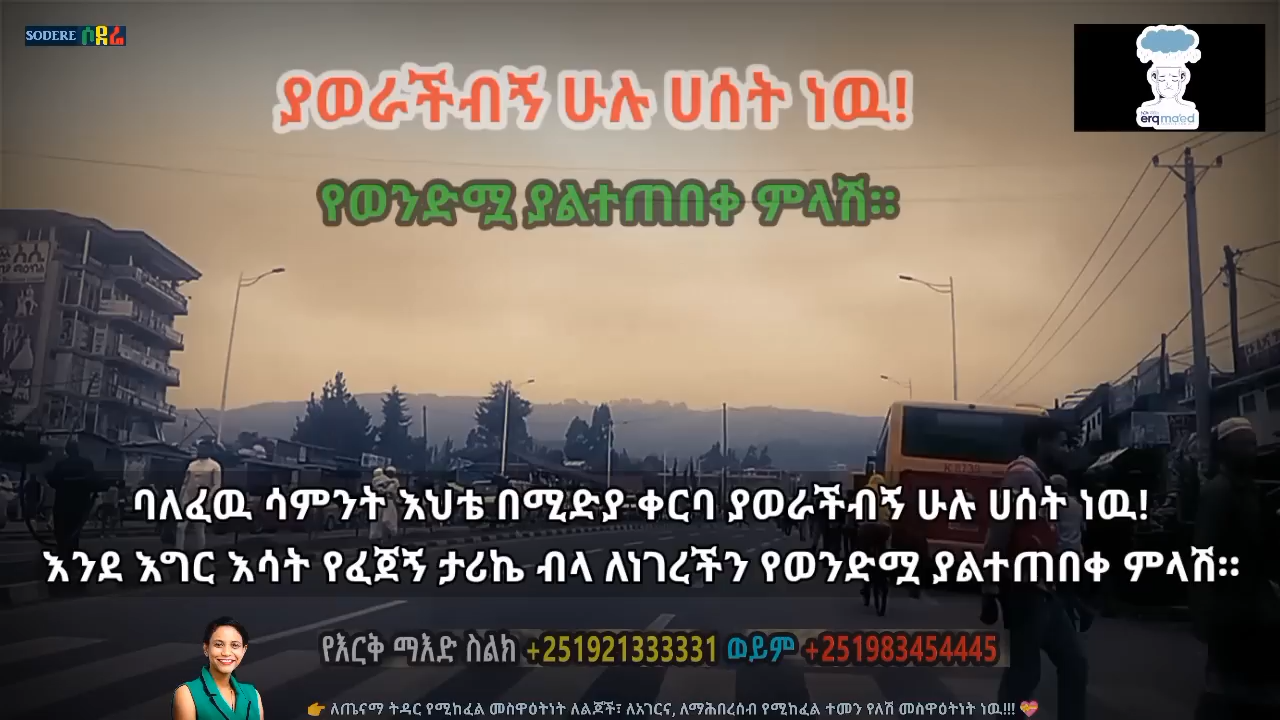 SODERE ሶደሬ
erqmaed
ያወራችብኝ ሁሉ ሀሰት ነዉ!
የወንድሟ ያልተጠበቀ ምላሽ።
K 8739
ባለፈዉ ሳምንት እህቴ በሚድያ ቀርባ ያወራችብኝ ሁሉ ሀሰት ነዉ!
እንደ እግር እሳት የፈጀኝ ታሪኬ ብላ ለነገረችን የወንድሟ ያልተጠበቀ ምላሽ።
የእርቅ ማእድ ስልክ +251921333331 ወይም +251983454445
👉 ለጤናማ ትዳር የሚከፈል መስዋዕትነት ለልጆች፣ ለአገርና, ለማሕበረሰብ የሚከፈል ተመን የለሽ መስዋዕትነት ነዉ!!! 💝